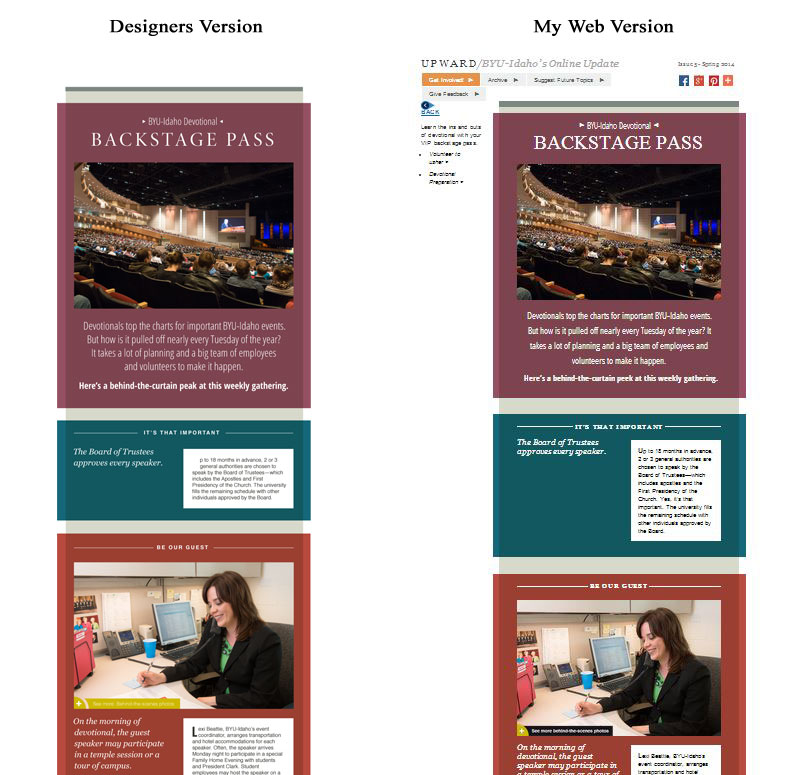 Designers Version
BYU-Idaho Devotional
BACKSTAGE PASS
Devotionals top the charts for important BYU-Idaho events.
But how is it pulled off nearly every Tuesday of the year?
It takes a lot of planning and a big team of employees
and volunteers to make it happen.
Here's a behind-the-curtain peak at this weekly gathering.
IT'S THAT IMPORTANT
The Board of Trustees
approves every speaker.
p to 18 months in advance, 2 or 3
general authorities are chosen to
speak by the Board of Trustees—which
includes the Apostles and First
Presidency of the Church. The university
fills the remaining schedule with other
individuals approved by the Board.
BE OUR GUEST
See more: Behind-the-scenes photos
On the morning of
devotional, the guest
speaker may participate
in a temple session or a
tour of campus.
Lexi Beattie, BYU-Idaho's event
coordinator, arranges transportation
and hotel accommodations for each
speaker. Often, the speaker arrives
Monday night to participate in a special
Family Home Evening with students
and President Clark. Student
employees may host the speaker on a
My Web Version
UPWARD/BYU-Idaho's Online Update
Issue 5 - Spring 2014
Get Involved! Archive Suggest Future Topics
Give Feedback
BACK
Learn the ins and outs
of devotional with your
VIP backstage pass.
Volunteer to
usher
Devotional
Preparation
BYU-Idaho Devotional
BACKSTAGE PASS
Devotionals top the charts for important BYU-Idaho events.
But how is it pulled off nearly every Tuesday of the year? It
takes a lot of planning and a big team of employees and
volunteers to make it happen.
Here's a behind-the-curtain peek at this weekly gathering.
IT'S THAT IMPORTANT
The Board of Trustees
approves every speaker.
Up to 18 months in advance,
2 or 3 general authorities are
chosen to speak by the
Board of Trustees—which
includes apostles and the
First Presidency of the
Church. Yes, it's that
important. The university fills
the remaining schedule with
other individuals approved by
the Board.
BE OUR GUEST
See more behind-the-scenes photos
On the morning of
devotional, the guest
speaker may participate in
a temple session or a tour of
Lexi Beattie, BYU-Idaho's
event coordinator, arranges
transportation and hotel